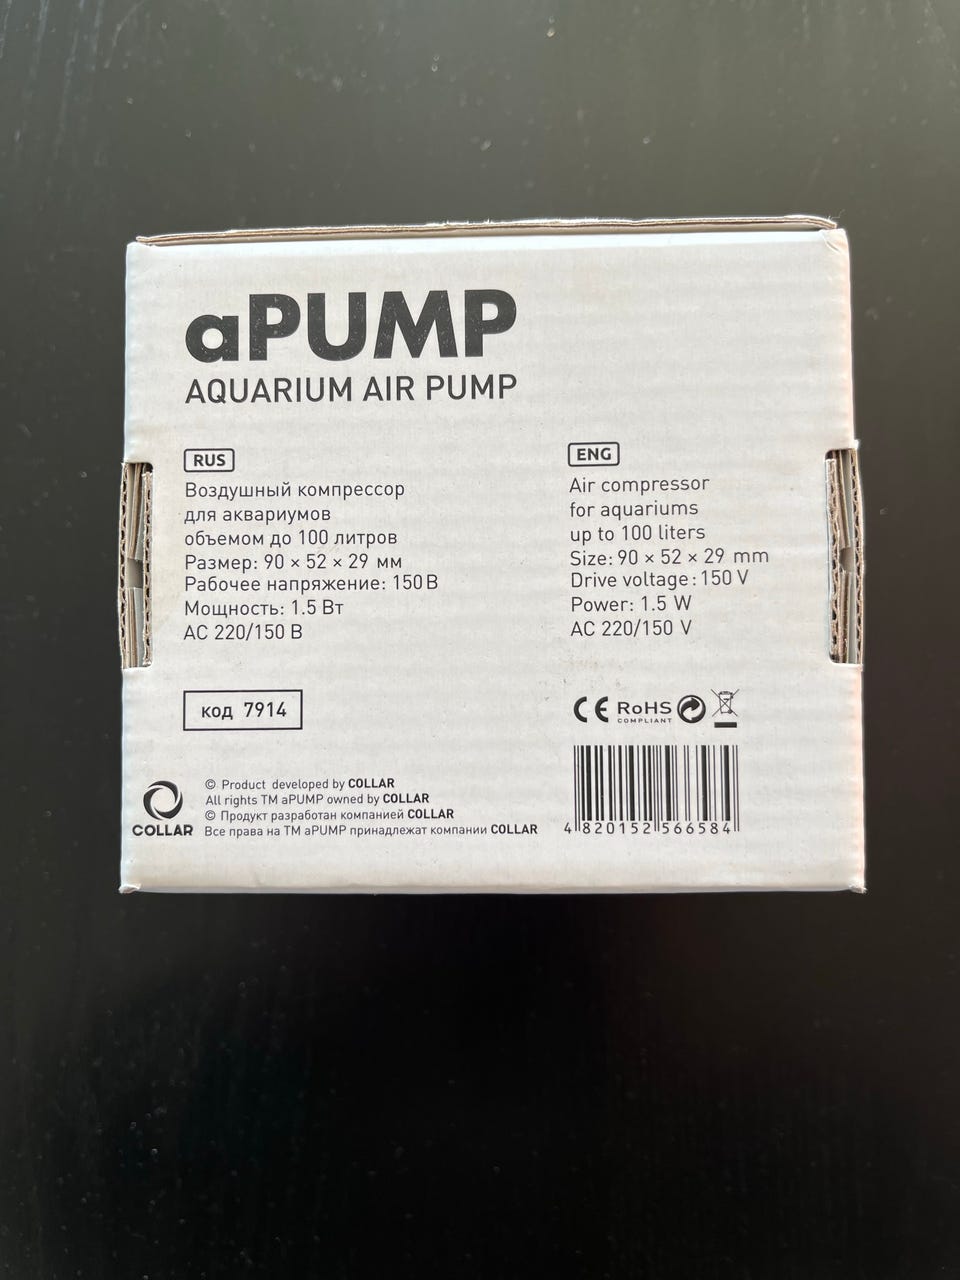 aPUMP
AQUARIUM AIR PUMP
RUS
Воздушный компрессор
для аквариумов
объемом до 100 литров
Размер: 90 × 52 × 29 мм
Рабочее напряжение: 150 В
Мощность: 1.5 Вт
AC 220/150 В
ENG
Air compressor
for aquariums
up to 100 liters
Size: 90 × 52 × 29 mm
Drive voltage: 150 V
Power: 1.5 W
AC 220/150 V
код 7914
CE RoHS
COMPLIANT
COLLAR
© Product developed by COLLAR
All rights TM aPUMP owned by COLLAR
© Продукт разработан компанией COLLAR
Все права на ТМ aPUMP принадлежат компании COLLAR
4 820152 566584